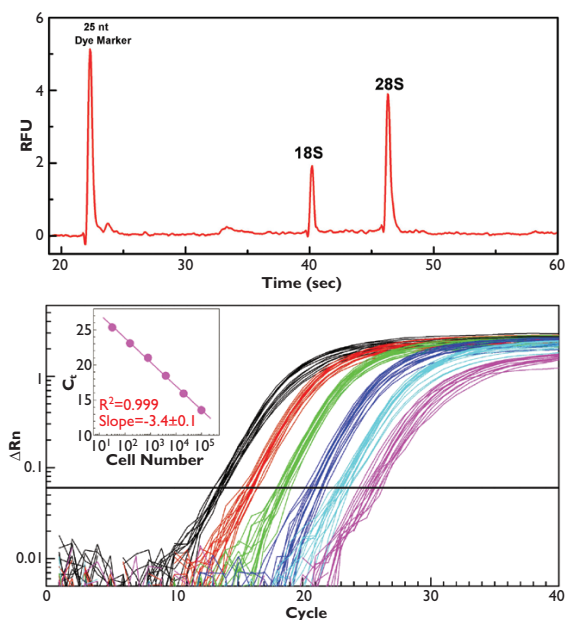 6
25 nt
Dye Marker
28S
4
RFU
18S
2
0
20 30 40 50 60
Time (sec)
25
20
15
10
Ct
R²=0.999
Slope=-3.4±0.1
10¹ 10² 10³ 10⁴ 10⁵
Cell Number
1
ΔRn
0.1
0.01
0 10 20 30 40
Cycle